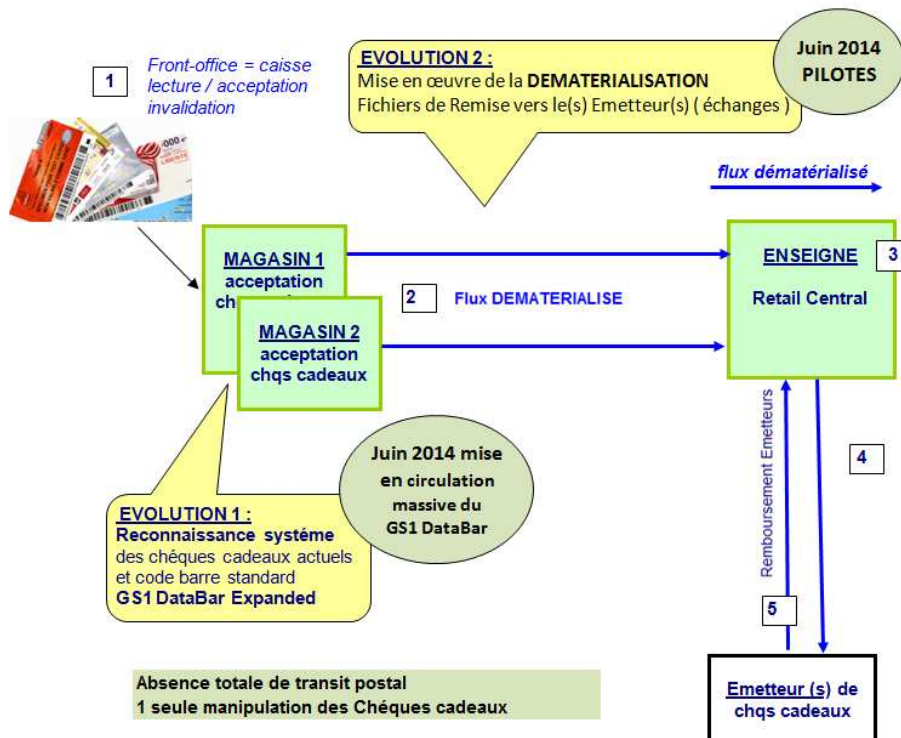 1
Front-office = caisse
lecture / acceptation
invalidation
EVOLUTION 2 :
Mise en œuvre de la DEMATERIALISATION
Fichiers de Remise vers le(s) Emetteur(s) ( échanges )
Juin 2014
PILOTES
flux dématérialisé
MAGASIN 1
acceptation
MAGASIN 2
acceptation
chqs cadeaux
2
Flux DEMATERIALISE
ENSEIGNE
Retail Central
3
Juin 2014 mise
en circulation
massive du
GS1 DataBar
EVOLUTION 1 :
Reconnaissance systéme
des chéques cadeaux actuels
et code barre standard
GS1 DataBar Expanded
Remboursement Emetteurs
4
5
Absence totale de transit postal
1 seule manipulation des Chéques cadeaux
Emetteur (s) de
chqs cadeaux